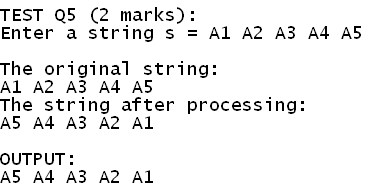 TEST Q5 (2 marks):
Enter a string s = A1 A2 A3 A4 A5
The original string:
A1 A2 A3 A4 A5
The string after processing:
A5 A4 A3 A2 A1
OUTPUT:
A5 A4 A3 A2 A1